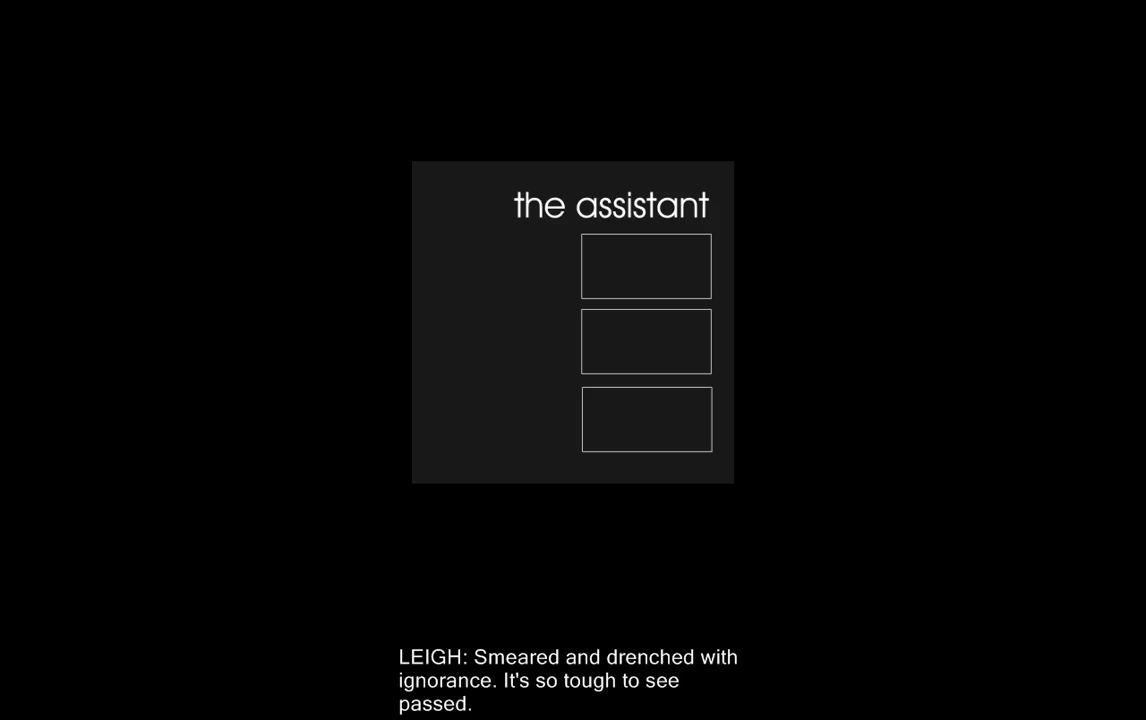 the assistant
LEIGH: Smeared and drenched with
ignorance. It's so tough to see
passed.